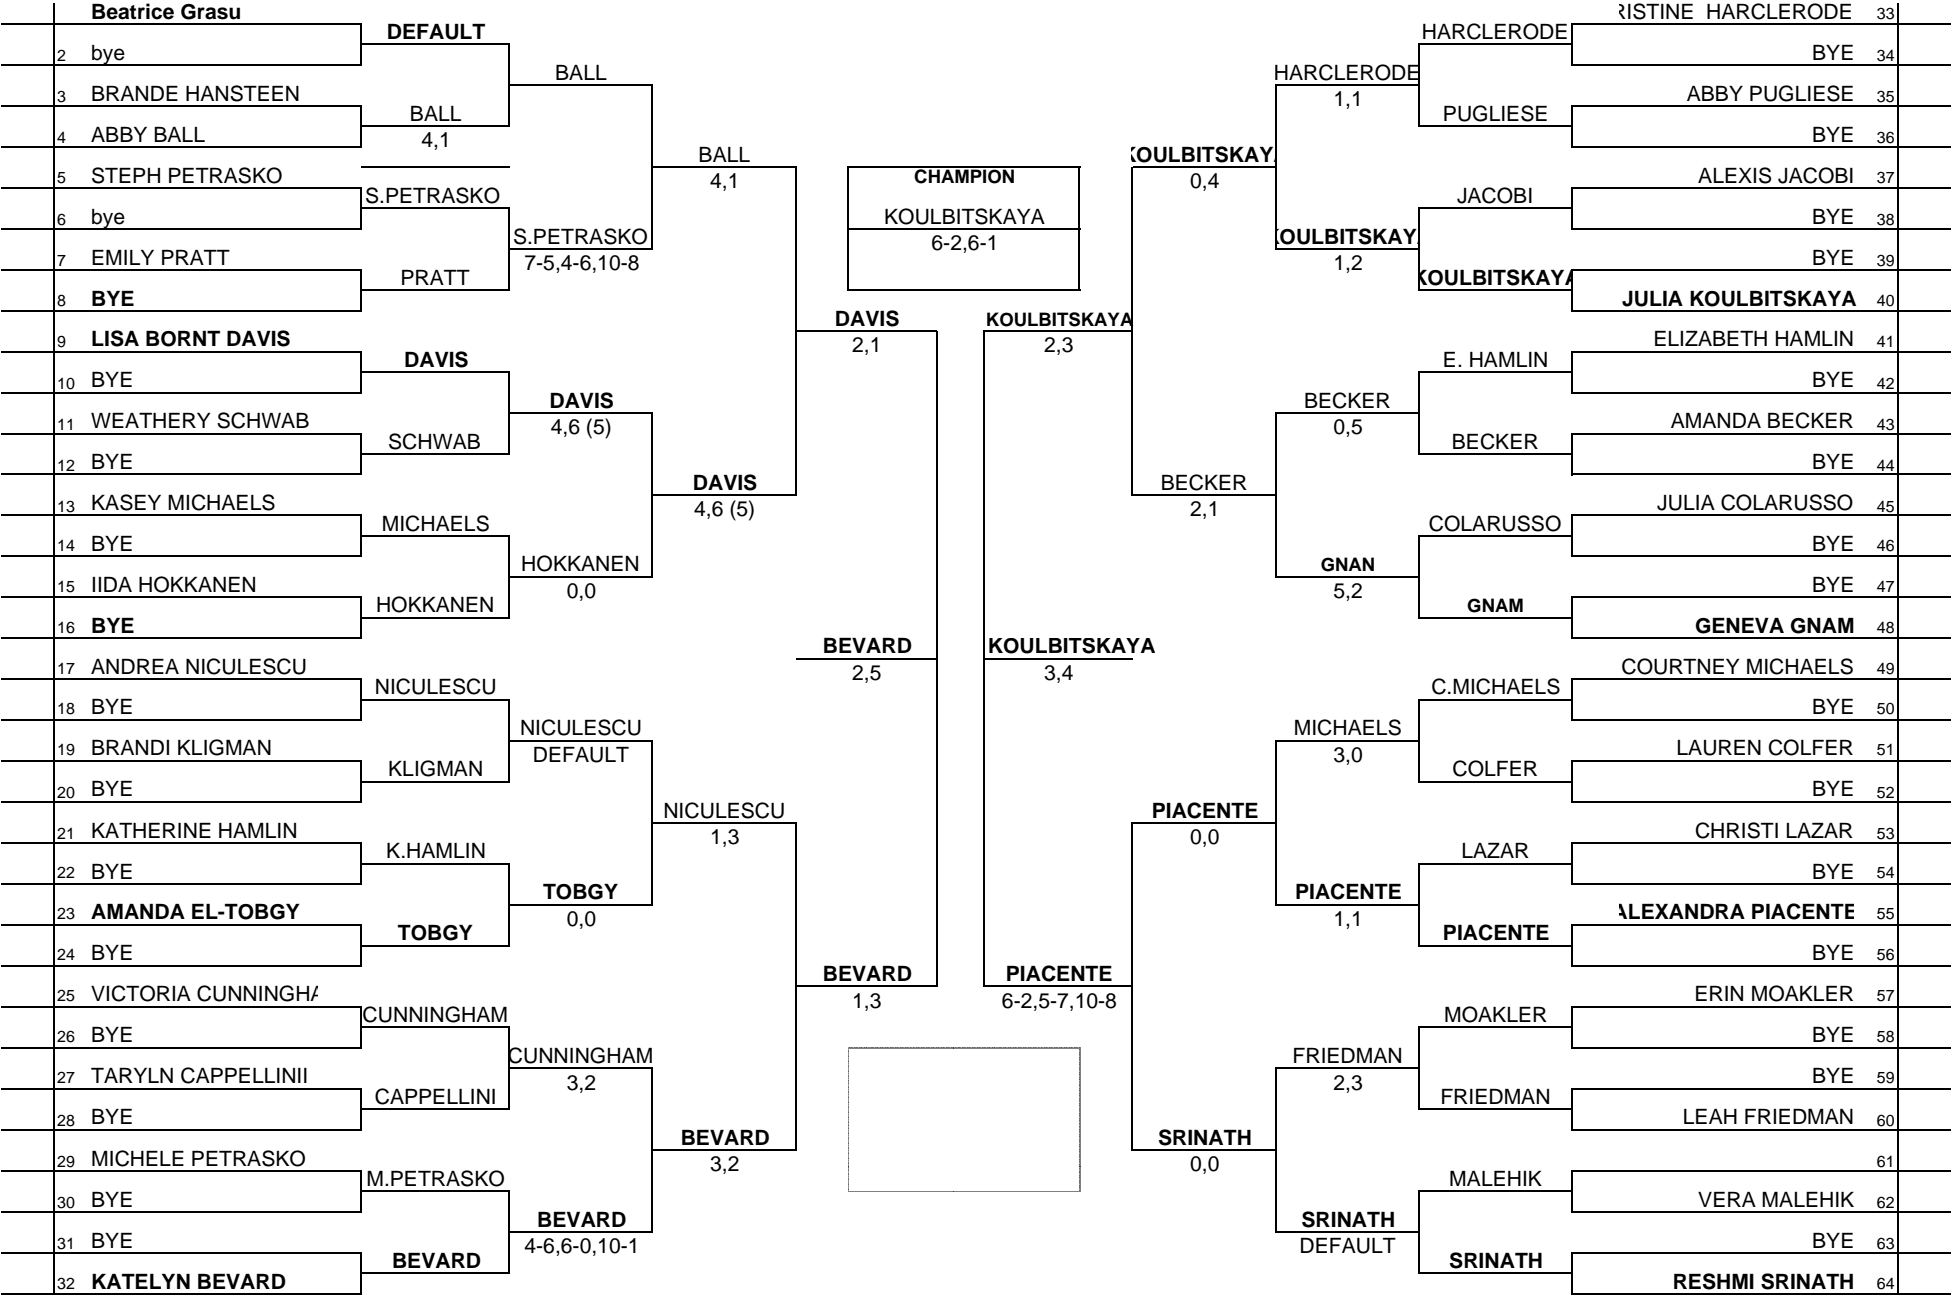 Beatrice Grasu
2 bye
3 BRANDE HANSTEEN
4 ABBY BALL
5 STEPH PETRASKO
6 bye
7 EMILY PRATT
8 BYE
9 LISA BORNT DAVIS
10 BYE
11 WEATHERY SCHWAB
12 BYE
13 KASEY MICHAELS
14 BYE
15 IIDA HOKKANEN
16 BYE
17 ANDREA NICULESCU
18 BYE
19 BRANDI KLIGMAN
20 BYE
21 KATHERINE HAMLIN
22 BYE
23 AMANDA EL-TOBGY
24 BYE
25 VICTORIA CUNNINGHA
26 BYE
27 TARYLN CAPPELLINII
28 BYE
29 MICHELE PETRASKO
30 BYE
31 BYE
32 KATELYN BEVARD
DEFAULT
BALL
4,1
S.PETRASKO
PRATT
DAVIS
SCHWAB
MICHAELS
HOKKANEN
NICULESCU
KLIGMAN
K.HAMLIN
TOBGY
CUNNINGHAM
CAPPELLINI
M.PETRASKO
BEVARD
BALL
S.PETRASKO
7-5,4-6,10-8
DAVIS
4,6 (5)
HOKKANEN
0,0
NICULESCU
DEFAULT
TOBGY
0,0
CUNNINGHAM
3,2
BEVARD
4-6,6-0,10-1
BALL
4,1
DAVIS
4,6 (5)
NICULESCU
1,3
BEVARD
3,2
DAVIS
2,1
BEVARD
2,5
BEVARD
1,3
CHAMPION
KOULBITSKAYA
6-2,6-1
KOULBITSKAYA
2,3
KOULBITSKAYA
3,4
PIACENTE
6-2,5-7,10-8
KOULBITSKAY
0,4
BECKER
2,1
PIACENTE
0,0
SRINATH
0,0
HARCLERODE
1,1
KOULBITSKAY
1,2
BECKER
0,5
GNAN
5,2
MICHAELS
3,0
PIACENTE
1,1
FRIEDMAN
2,3
SRINATH
DEFAULT
HARCLERODE
PUGLIESE
JACOBI
KOULBITSKAYA
E. HAMLIN
BECKER
COLARUSSO
GNAM
C.MICHAELS
COLFER
LAZAR
PIACENTE
MOAKLER
FRIEDMAN
MALEHIK
SRINATH
RISTINE HARCLERODE 33
BYE 34
ABBY PUGLIESE 35
BYE 36
ALEXIS JACOBI 37
BYE 38
BYE 39
JULIA KOULBITSKAYA 40
ELIZABETH HAMLIN 41
BYE 42
AMANDA BECKER 43
BYE 44
JULIA COLARUSSO 45
BYE 46
BYE 47
GENEVA GNAM 48
COURTNEY MICHAELS 49
BYE 50
LAUREN COLFER 51
BYE 52
CHRISTI LAZAR 53
BYE 54
ALEXANDRA PIACENTE 55
BYE 56
ERIN MOAKLER 57
BYE 58
BYE 59
LEAH FRIEDMAN 60
61
VERA MALEHIK 62
BYE 63
RESHMI SRINATH 64